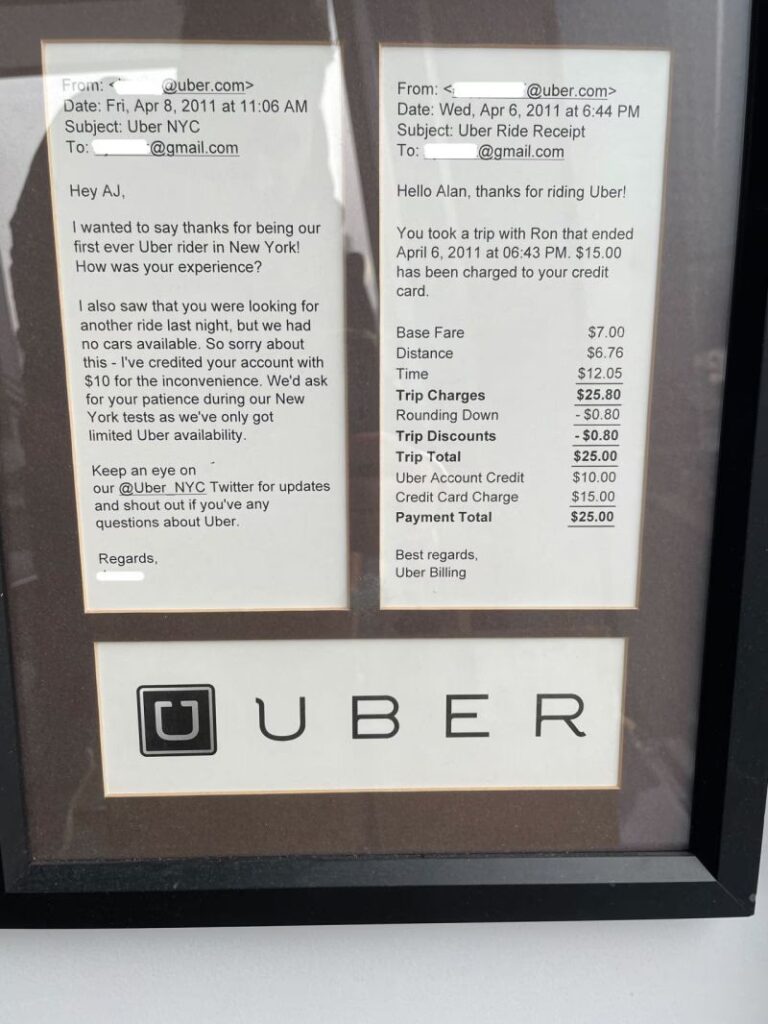 From: < @uber.com>
Date: Fri, Apr 8, 2011 at 11:06 AM
Subject: Uber NYC
To: @gmail.com
Hey AJ,
I wanted to say thanks for being our
first ever Uber rider in New York!
How was your experience?
I also saw that you were looking for
another ride last night, but we had
no cars available. So sorry about
this - I've credited your account with
$10 for the inconvenience. We'd ask
for your patience during our New
York tests as we've only got
limited Uber availability.
Keep an eye on
our @Uber_NYC Twitter for updates
and shout out if you've any
questions about Uber.
Regards,
From: < @uber.com>
Date: Wed, Apr 6, 2011 at 6:44 PM
Subject: Uber Ride Receipt
To: @gmail.com
Hello Alan, thanks for riding Uber!
You took a trip with Ron that ended
April 6, 2011 at 06:43 PM. $15.00
has been charged to your credit
card.
Base Fare $7.00
Distance $6.76
Time $12.05
Trip Charges $25.80
Rounding Down - $0.80
Trip Discounts - $0.80
Trip Total $25.00
Uber Account Credit $10.00
Credit Card Charge $15.00
Payment Total $25.00
Best regards,
Uber Billing
U UBER